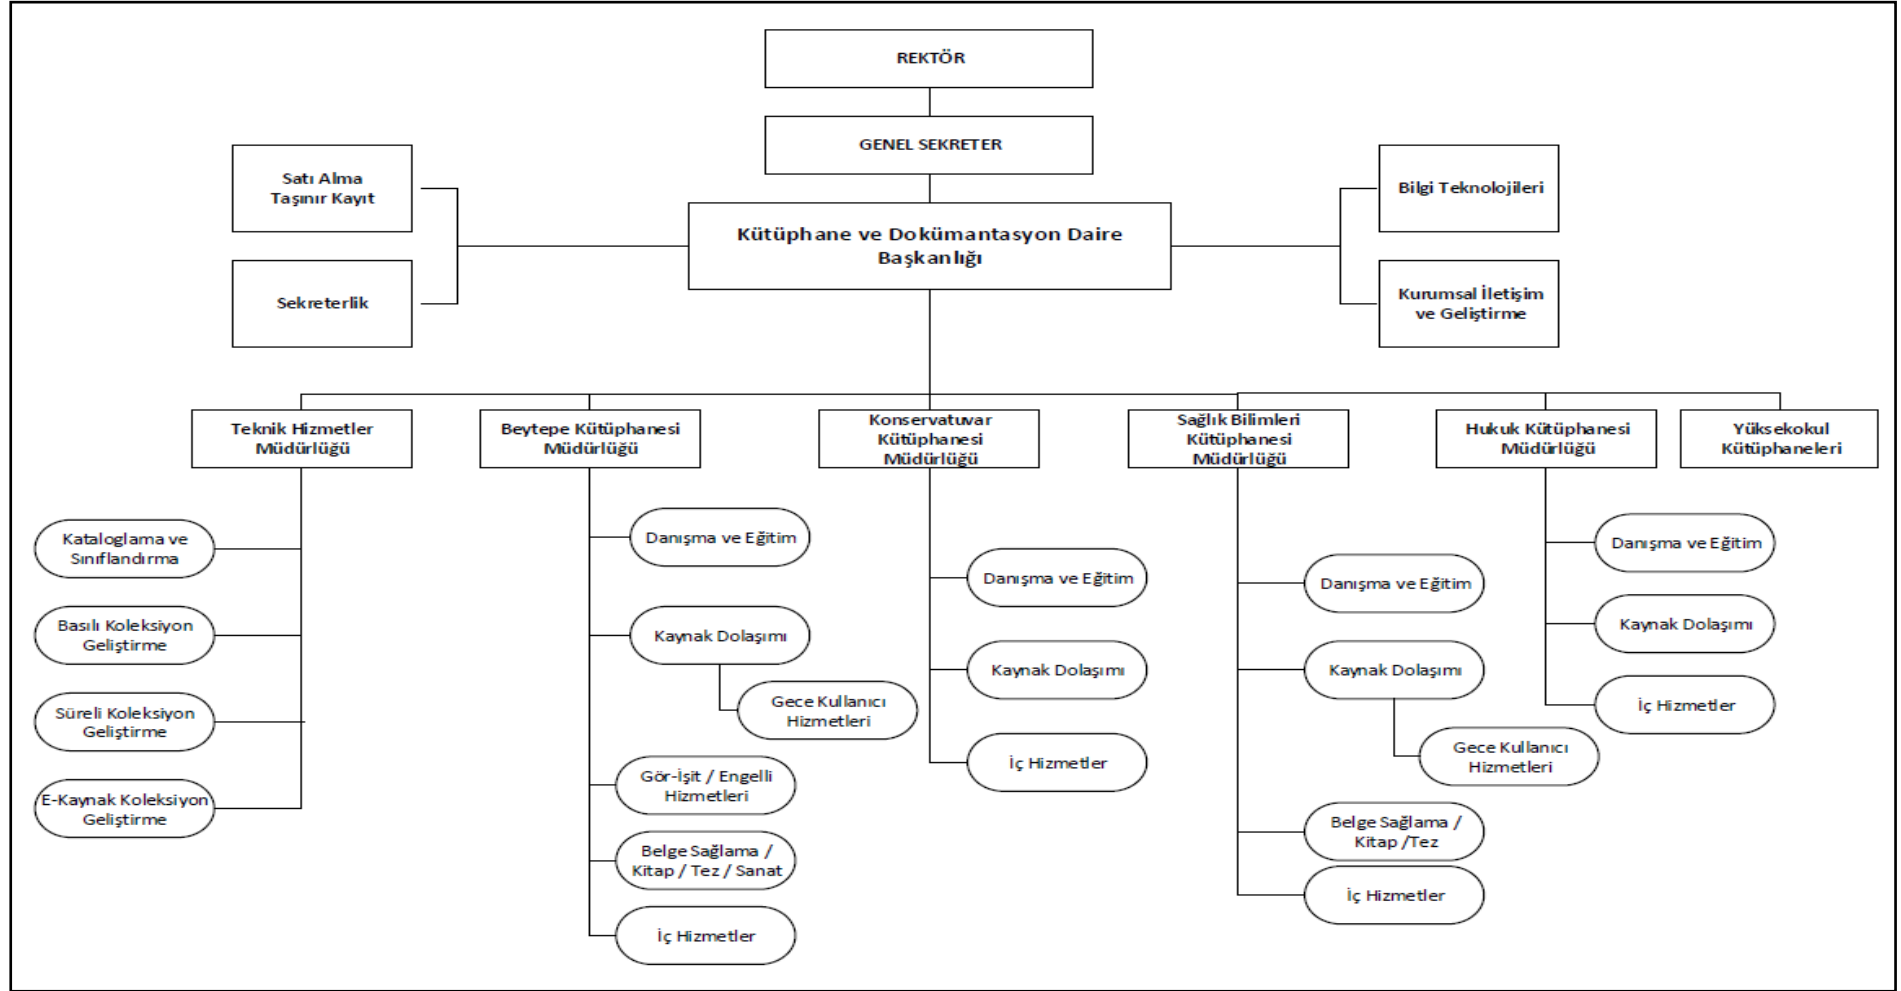 REKTÖR
GENEL SEKRETER
Satı Alma
Taşınır Kayıt
Bilgi Teknolojileri
Kütüphane ve Dokümantasyon Daire
Başkanlığı
Sekreterlik
Kurumsal İletişim
ve Geliştirme
Teknik Hizmetler
Müdürlüğü
Beytepe Kütüphanesi
Müdürlüğü
Konservatuvar
Kütüphanesi
Müdürlüğü
Sağlık Bilimleri
Kütüphanesi
Müdürlüğü
Hukuk Kütüphanesi
Müdürlüğü
Yüksekokul
Kütüphaneleri
Kataloglama ve
Sınıflandırma
Basılı Koleksiyon
Geliştirme
Süreli Koleksiyon
Geliştirme
E-Kaynak Koleksiyon
Geliştirme
Danışma ve Eğitim
Kaynak Dolaşımı
Gece Kullanıcı
Hizmetleri
Gör-İşit / Engelli
Hizmetleri
Belge Sağlama /
Kitap / Tez / Sanat
İç Hizmetler
Danışma ve Eğitim
Kaynak Dolaşımı
İç Hizmetler
Danışma ve Eğitim
Kaynak Dolaşımı
Gece Kullanıcı
Hizmetleri
Belge Sağlama /
Kitap /Tez
İç Hizmetler
Danışma ve Eğitim
Kaynak Dolaşımı
İç Hizmetler